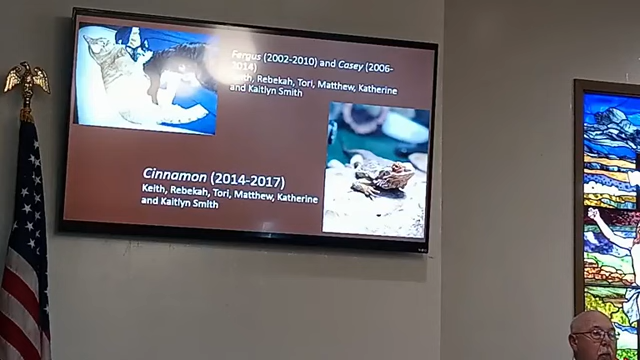 Fergus (2002-2010) and Casey (2006-
2014)
Keith, Rebekah, Tori, Matthew, Katherine
and Kaitlyn Smith
Cinnamon (2014-2017)
Keith, Rebekah, Tori, Matthew, Katherine
and Kaitlyn Smith